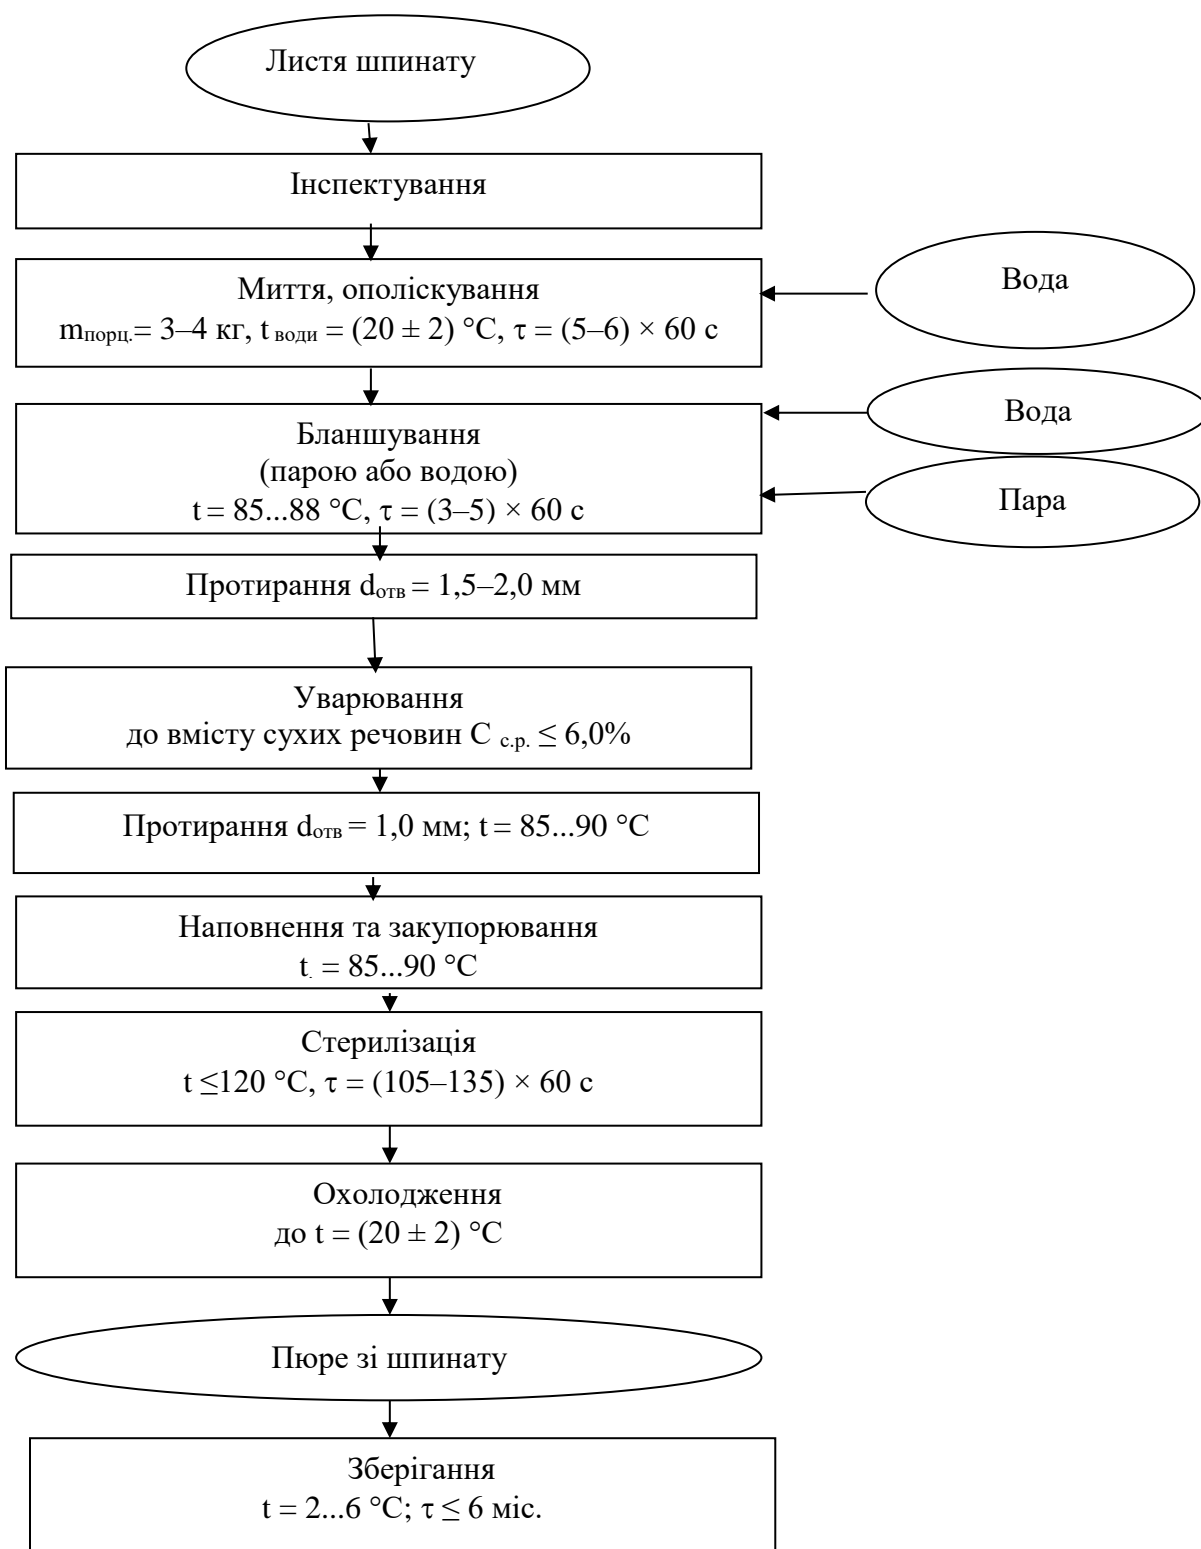 Листя шпинату
Інспектування
Миття, ополіскування
mпорц.= 3–4 кг, t води = (20 ± 2) °С, τ = (5–6) × 60 с
Вода
Бланшування
(парою або водою)
t = 85...88 °С, τ = (3–5) × 60 с
Вода
Пара
Протирання dотв = 1,5–2,0 мм
Уварювання
до вмісту сухих речовин С с.р. ≤ 6,0%
Протирання dотв = 1,0 мм; t = 85...90 °С
Наповнення та закупорювання
t. = 85...90 °С
Стерилізація
t ≤120 °С, τ = (105–135) × 60 с
Охолодження
до t = (20 ± 2) °С
Пюре зі шпинату
Зберігання
t = 2...6 °С; τ ≤ 6 міс.